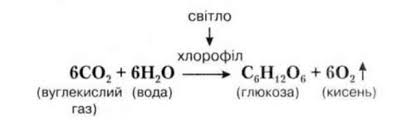 світло
хлорофіл
6CO₂ + 6H₂O ⟶ C₆H₁₂O₆ + 6O₂↑
(вуглекислий (вода) (глюкоза) (кисень)
газ)